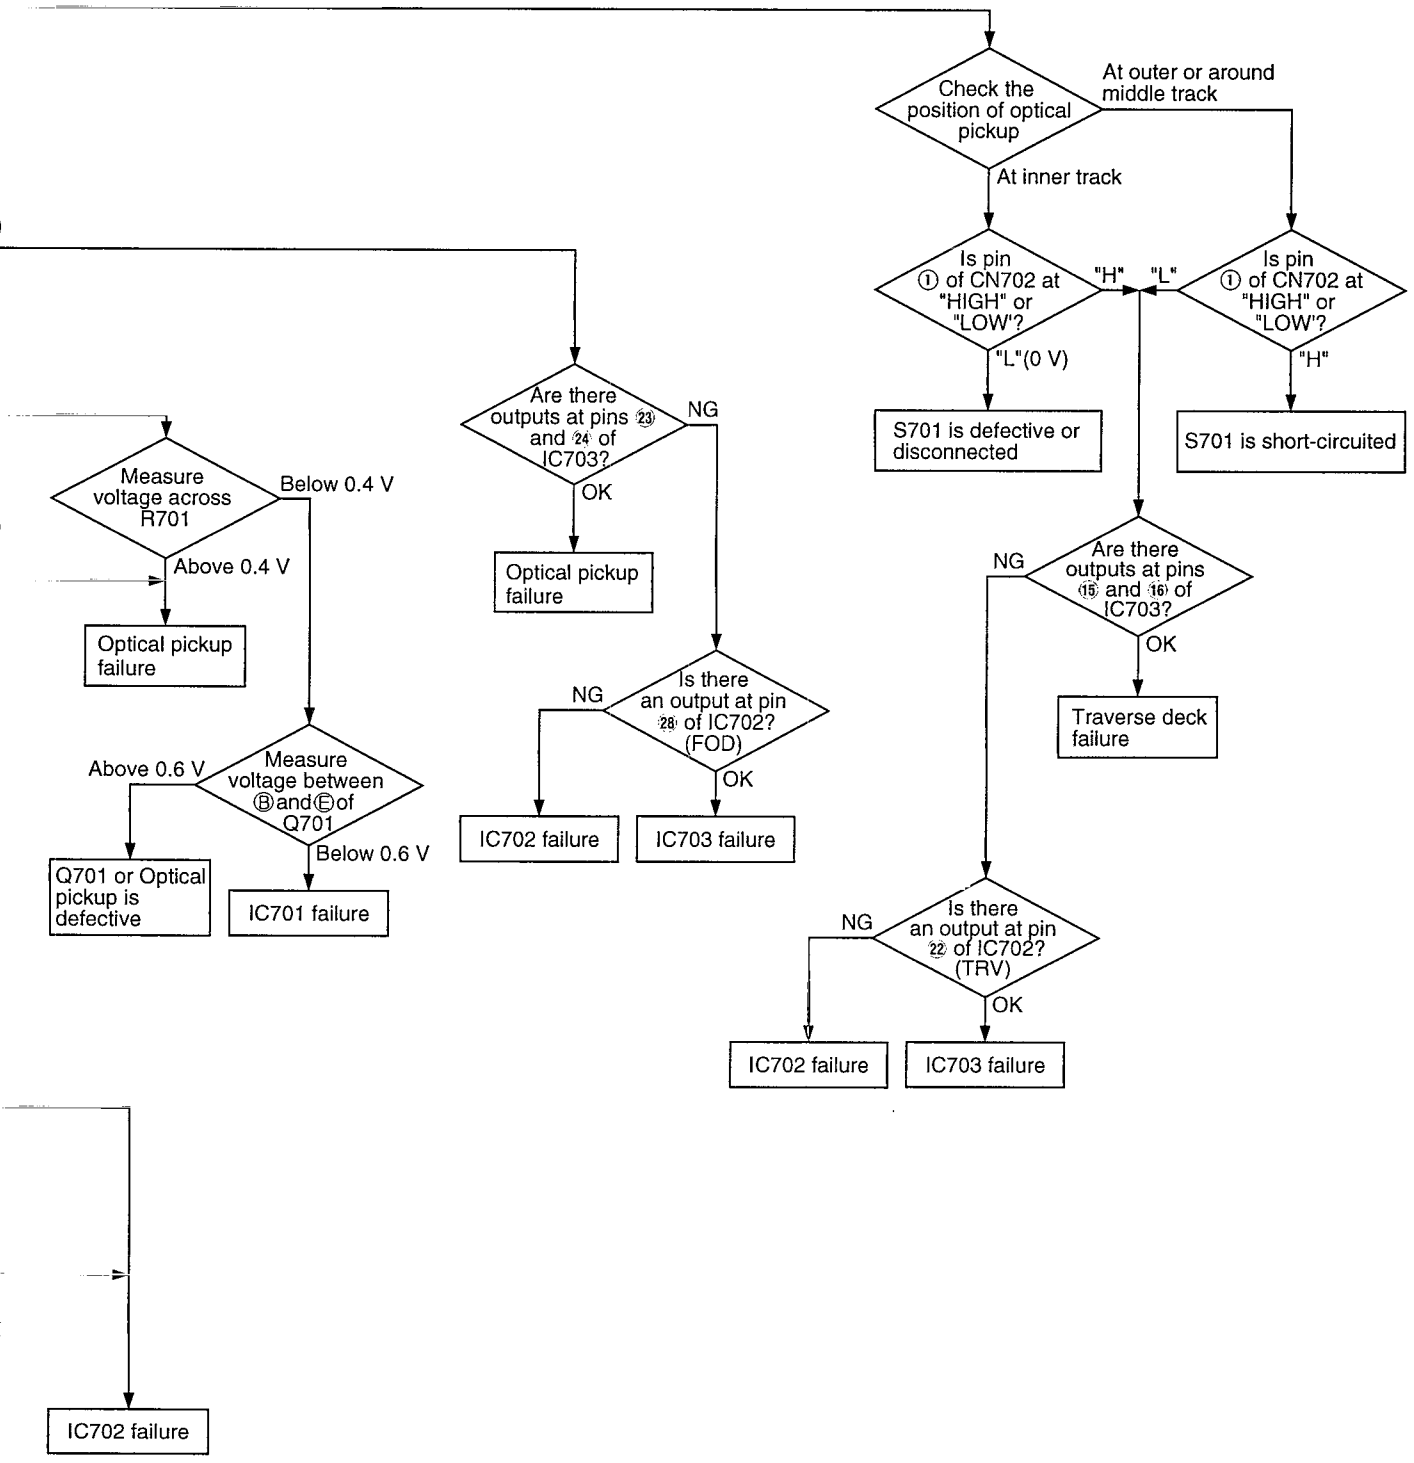 Check the
position of optical
pickup
At outer or around
middle track
At inner track
Is pin
① of CN702 at
"HIGH" or
"LOW'?
"H"
"L"
Is pin
① of CN702 at
"HIGH" or
"LOW'?
"L"(0 V)
"H"
S701 is defective or
disconnected
S701 is short-circuited
Are there
outputs at pins ㉓
and ㉔ of
IC703?
NG
OK
Optical pickup
failure
Measure
voltage across
R701
Below 0.4 V
Above 0.4 V
Optical pickup
failure
Are there
outputs at pins
⑮ and ⑯ of
IC703?
NG
OK
Traverse deck
failure
Is there
an output at pin
㉘ of IC702?
(FOD)
NG
OK
IC702 failure
IC703 failure
Measure
voltage between
Ⓑ and Ⓔ of
Q701
Above 0.6 V
Below 0.6 V
Q701 or Optical
pickup is
defective
IC701 failure
Is there
an output at pin
㉒ of IC702?
(TRV)
NG
OK
IC702 failure
IC703 failure
IC702 failure